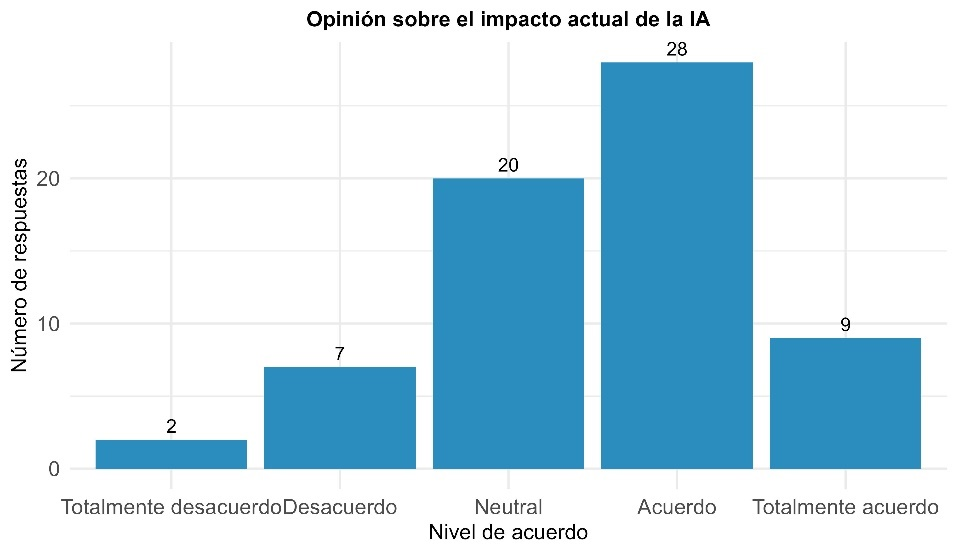 Opinión sobre el impacto actual de la IA
28
20
9
7
2
Número de respuestas
20
10
0
Totalmente desacuerdo
Desacuerdo
Neutral
Acuerdo
Totalmente acuerdo
Nivel de acuerdo